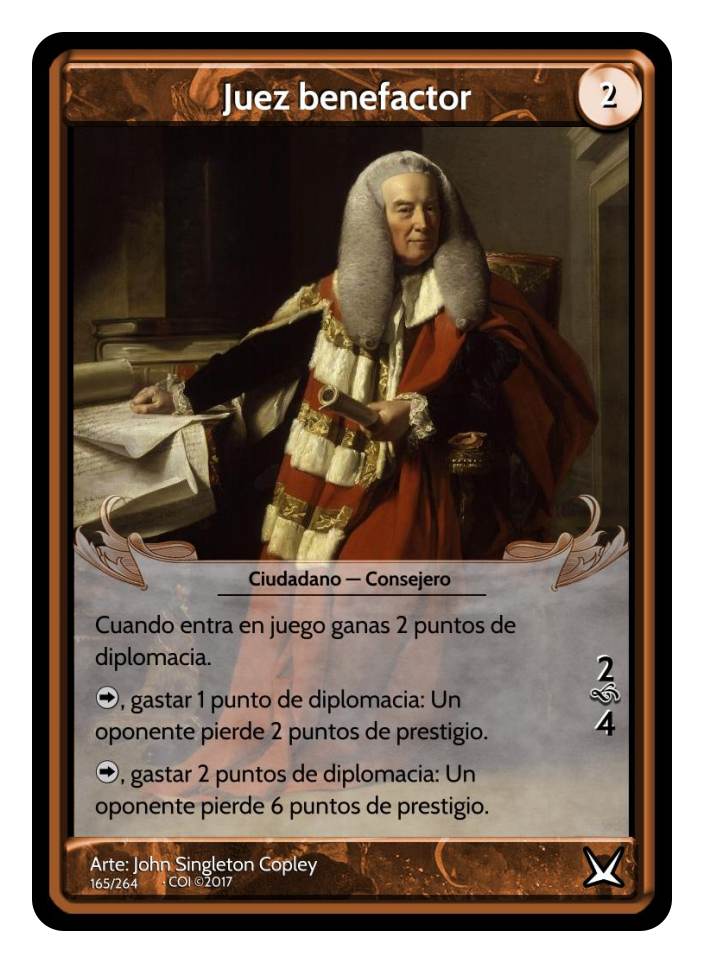 Juez benefactor
2
Ciudadano — Consejero
Cuando entra en juego ganas 2 puntos de
diplomacia.
, gastar 1 punto de diplomacia: Un
oponente pierde 2 puntos de prestigio.
, gastar 2 puntos de diplomacia: Un
oponente pierde 6 puntos de prestigio.
2
4
Arte: John Singleton Copley
165/264 · COI ©2017